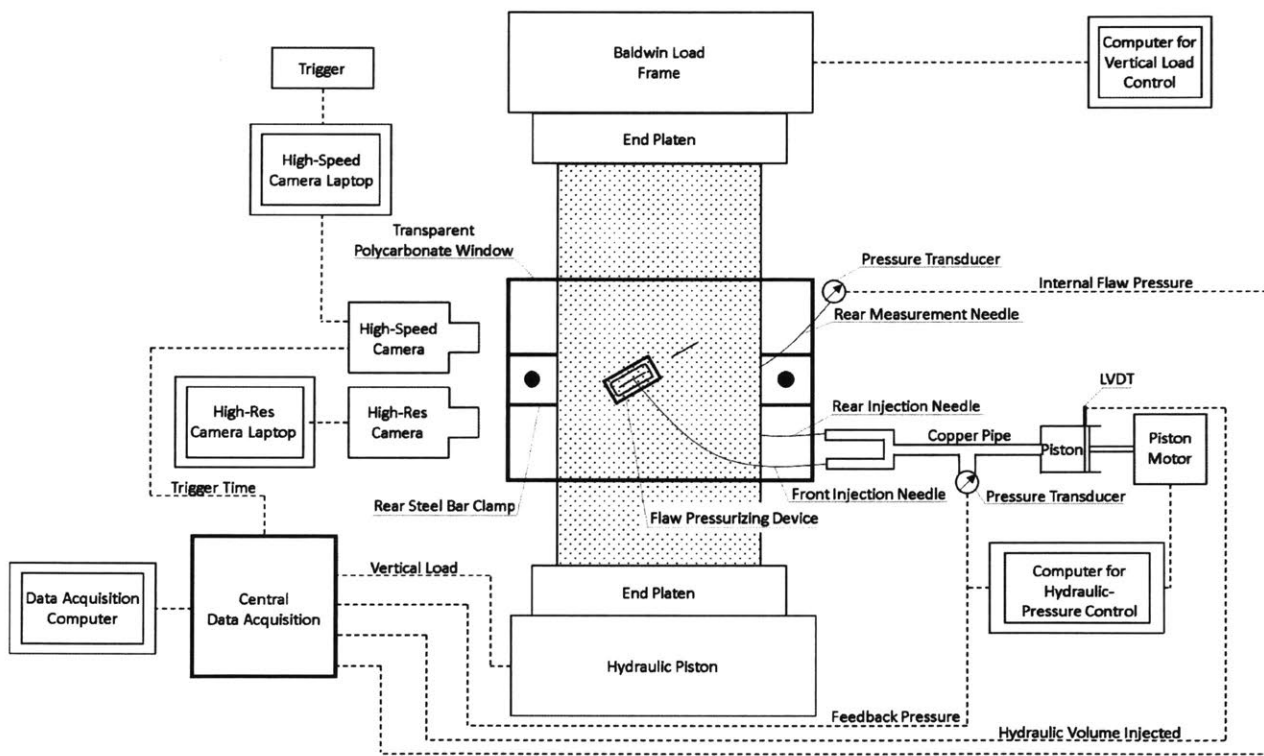 Baldwin Load
Frame
Computer for
Vertical Load
Control
Trigger
End Platen
High-Speed
Camera Laptop
Transparent
Polycarbonate Window
Pressure Transducer
Internal Flaw Pressure
Rear Measurement Needle
High-Speed
Camera
LVDT
High-Res
Camera Laptop
High-Res
Camera
Rear Injection Needle
Copper Pipe
Piston
Piston
Motor
Trigger Time
Rear Steel Bar Clamp
Front Injection Needle
Pressure Transducer
Flaw Pressurizing Device
Vertical Load
Data Acquisition
Computer
Central
Data Acquisition
End Platen
Computer for
Hydraulic-
Pressure Control
Hydraulic Piston
Feedback Pressure
Hydraulic Volume Injected